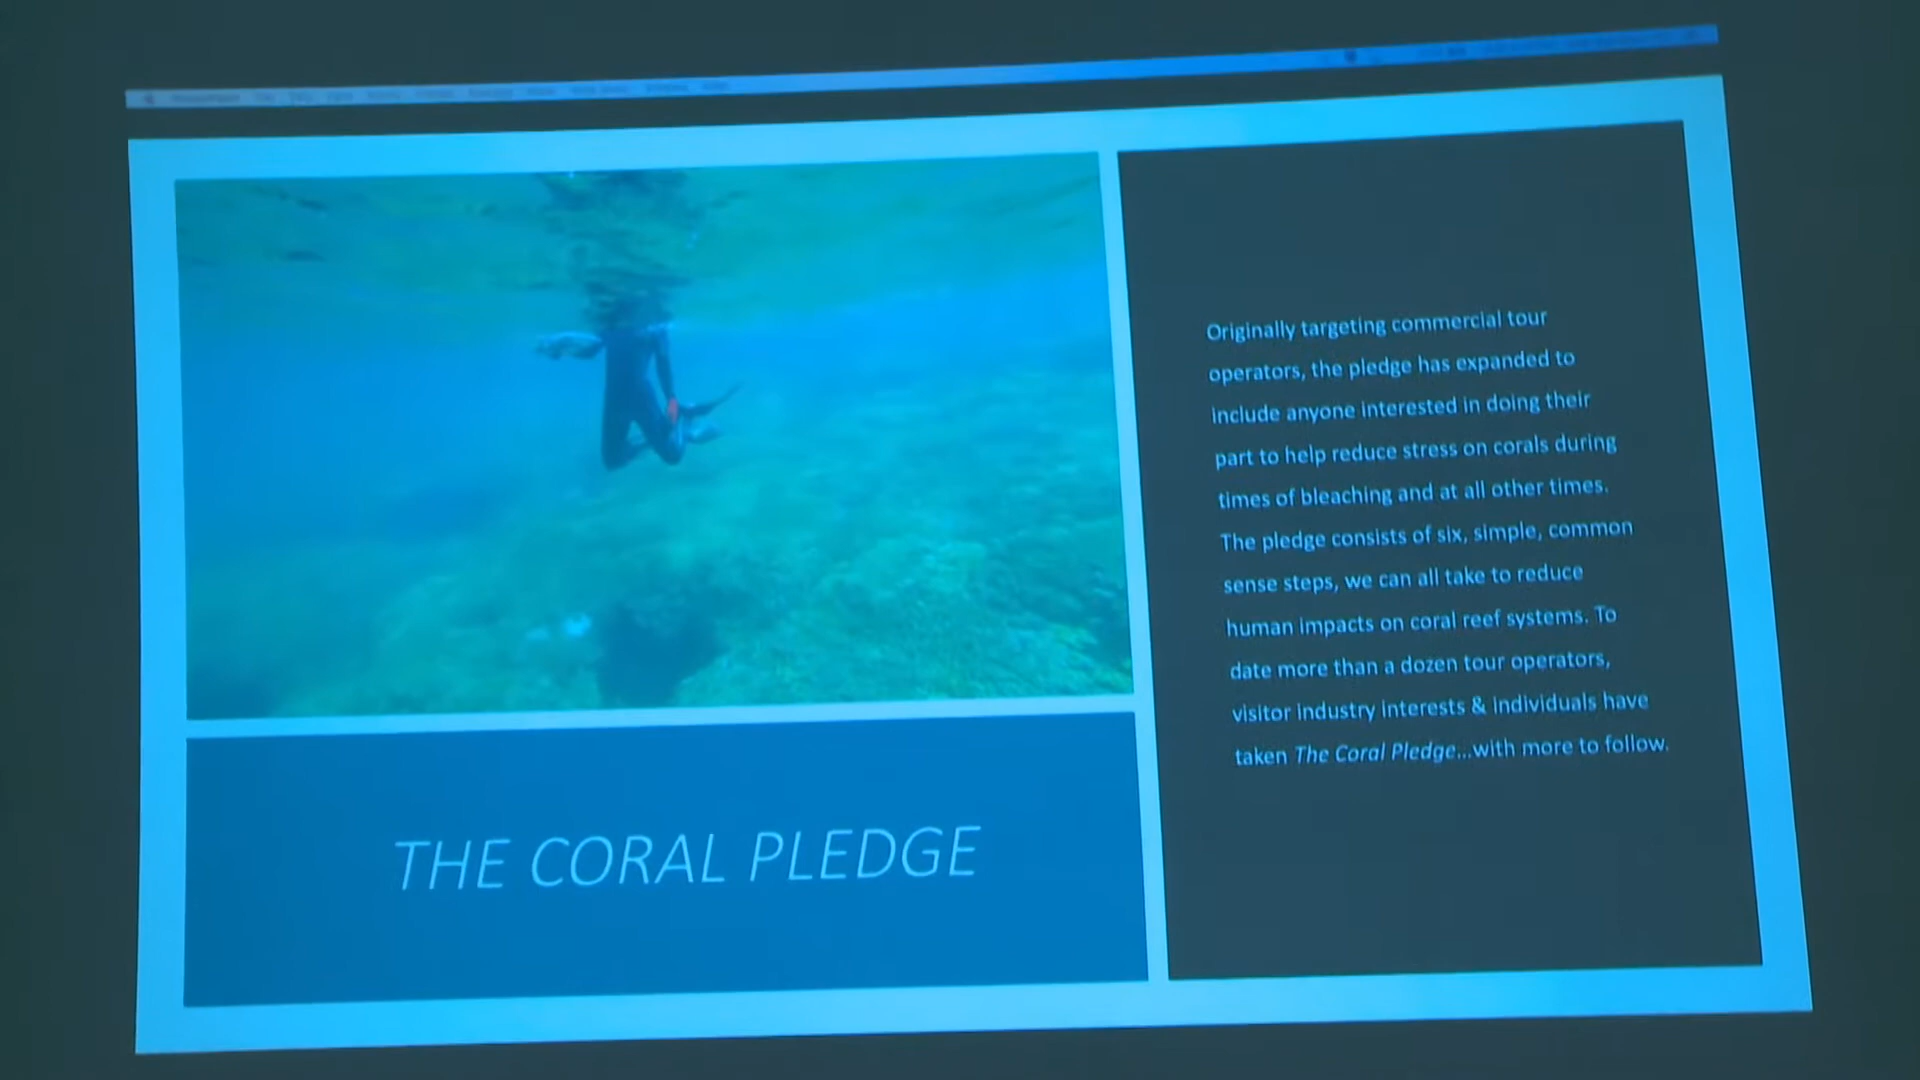 Originally targeting commercial tour
operators, the pledge has expanded to
include anyone interested in doing their
part to help reduce stress on corals during
times of bleaching and at all other times.
The pledge consists of six, simple, common
sense steps, we can all take to reduce
human impacts on coral reef systems. To
date more than a dozen tour operators,
visitor industry interests & individuals have
taken The Coral Pledge...with more to follow.
THE CORAL PLEDGE